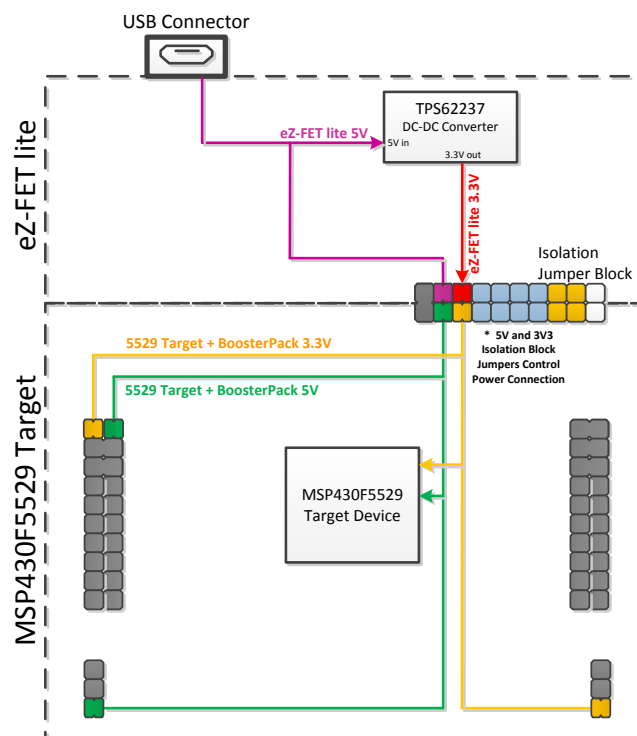 USB Connector
TPS62237
DC-DC Converter
eZ-FET lite 5V
5V in
3.3V out
eZ-FET lite
eZ-FET lite 3.3V
Isolation
Jumper Block
* 5V and 3V3
Isolation Block
Jumpers Control
Power Connection
5529 Target + BoosterPack 3.3V
5529 Target + BoosterPack 5V
MSP430F5529 Target
MSP430F5529
Target Device